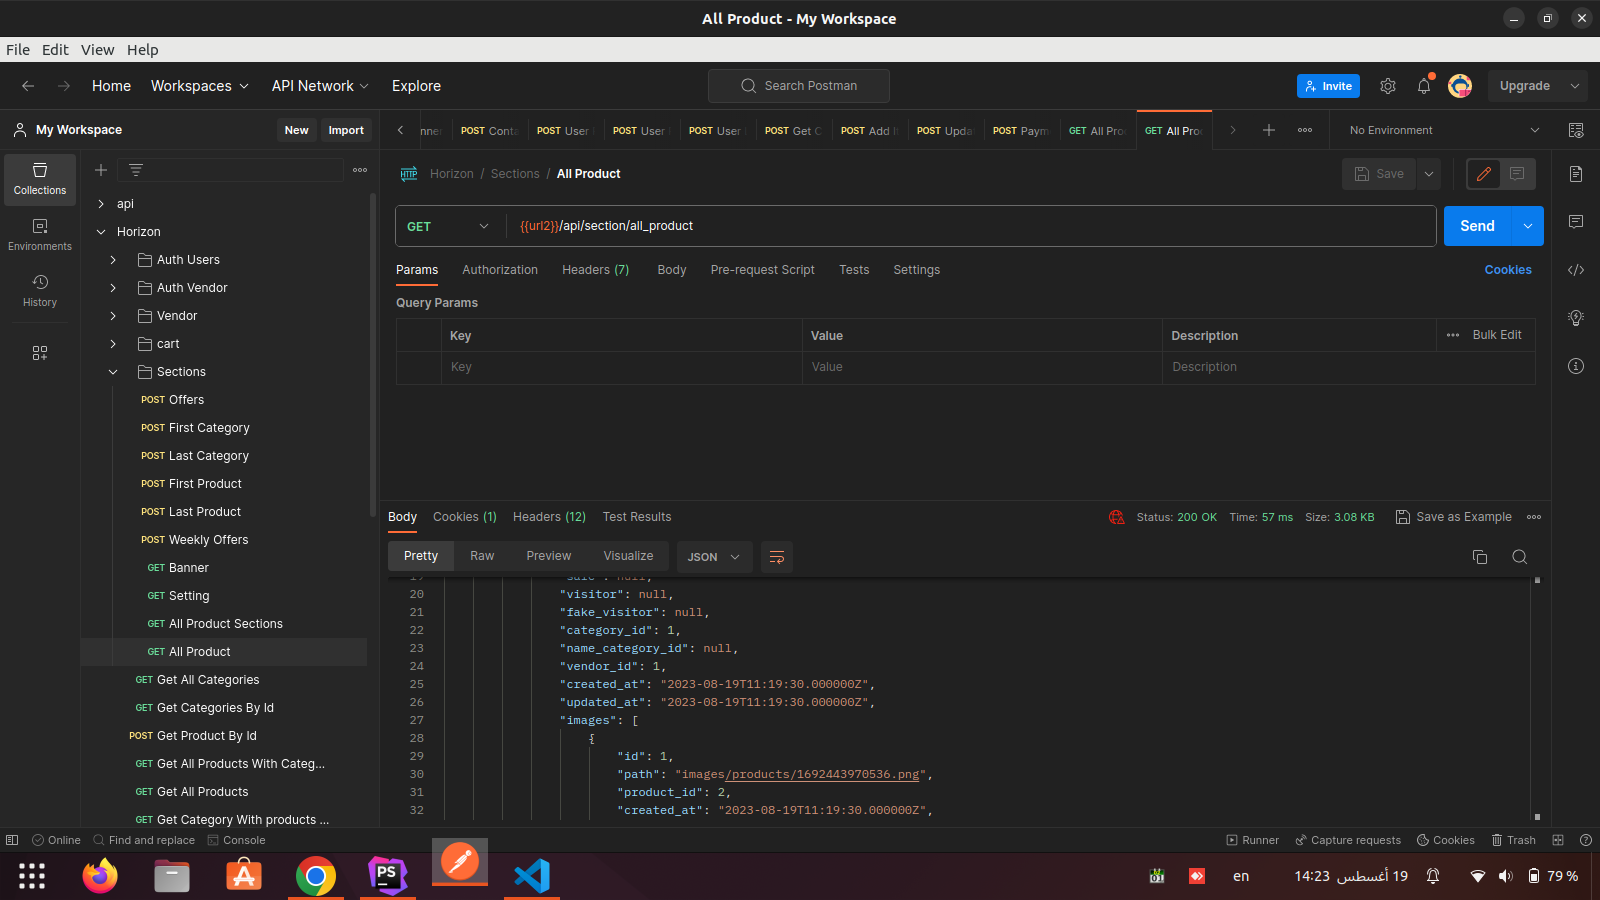 All Product - My Workspace
File Edit View Help
Home Workspaces API Network Explore
Search Postman
Invite
Upgrade
My Workspace
New Import
POST Conta
POST User
POST User
POST User
POST Get C
POST Add I
POST Upda
POST Paym
GET All Pro
GET All Pro
No Environment
Collections
Environments
History
api
Horizon
Auth Users
Auth Vendor
Vendor
cart
Sections
POST Offers
POST First Category
POST Last Category
POST First Product
POST Last Product
POST Weekly Offers
GET Banner
GET Setting
GET All Product Sections
GET All Product
GET Get All Categories
GET Get Categories By Id
POST Get Product By Id
GET Get All Products With Categ...
GET Get All Products
GET Get Category With products ...
HTTP Horizon / Sections / All Product
Save
GET {{url2}}/api/section/all_product
Send
Params Authorization Headers (7) Body Pre-request Script Tests Settings
Cookies
Query Params
Key Value Description
Bulk Edit
Key Value Description
Body Cookies (1) Headers (12) Test Results
Status: 200 OK Time: 57 ms Size: 3.08 KB Save as Example
Pretty Raw Preview Visualize JSON
20 "visitor": null,
21 "fake_visitor": null,
22 "category_id": 1,
23 "name_category_id": null,
24 "vendor_id": 1,
25 "created_at": "2023-08-19T11:19:30.000000Z",
26 "updated_at": "2023-08-19T11:19:30.000000Z",
27 "images": [
28 {
29 "id": 1,
30 "path": "images/products/1692443970536.png",
31 "product_id": 2,
32 "created_at": "2023-08-19T11:19:30.000000Z",
Online Find and replace Console
Runner Capture requests Cookies Trash
PS
en
19 أغسطس 14:23
79 %